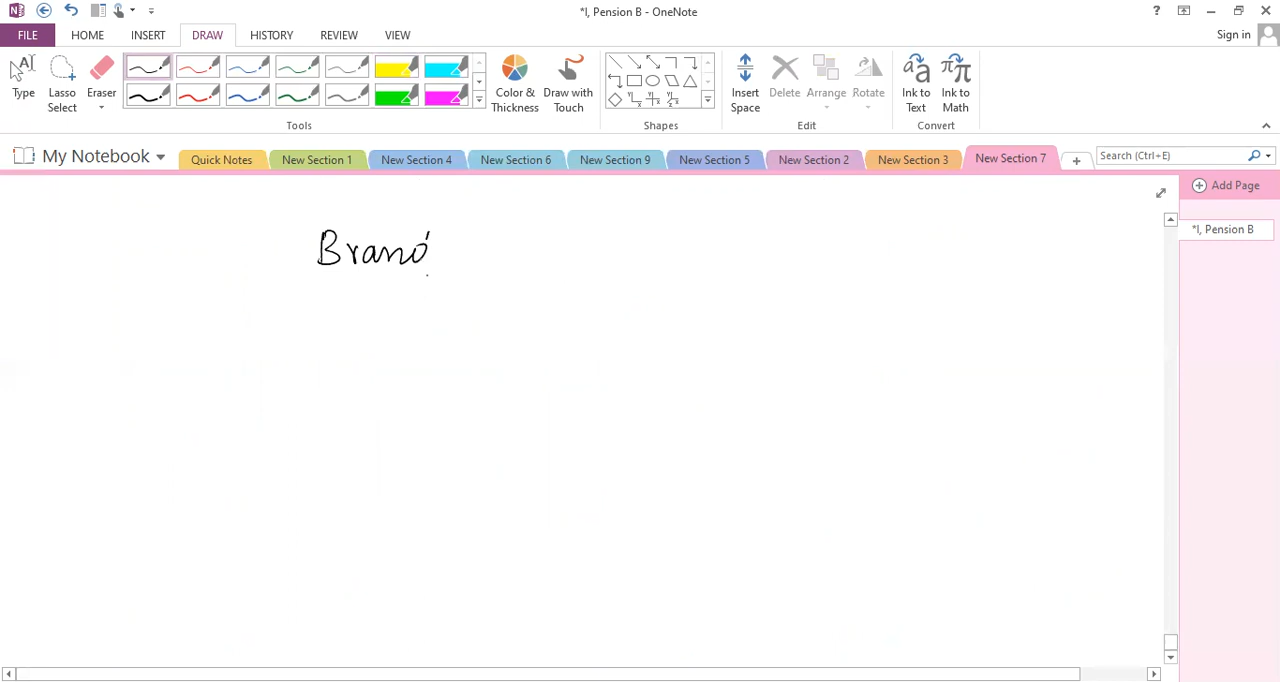 *I, Pension B - OneNote
?
FILE HOME INSERT DRAW HISTORY REVIEW VIEW Sign in
Type Lasso Select Eraser Color & Thickness Draw with Touch Insert Space Delete Arrange Rotate Ink to Text Ink to Math
Tools Shapes Edit Convert
My Notebook Quick Notes New Section 1 New Section 4 New Section 6 New Section 9 New Section 5 New Section 2 New Section 3 New Section 7 Search (Ctrl+E)
Add Page
*I, Pension B
Brand